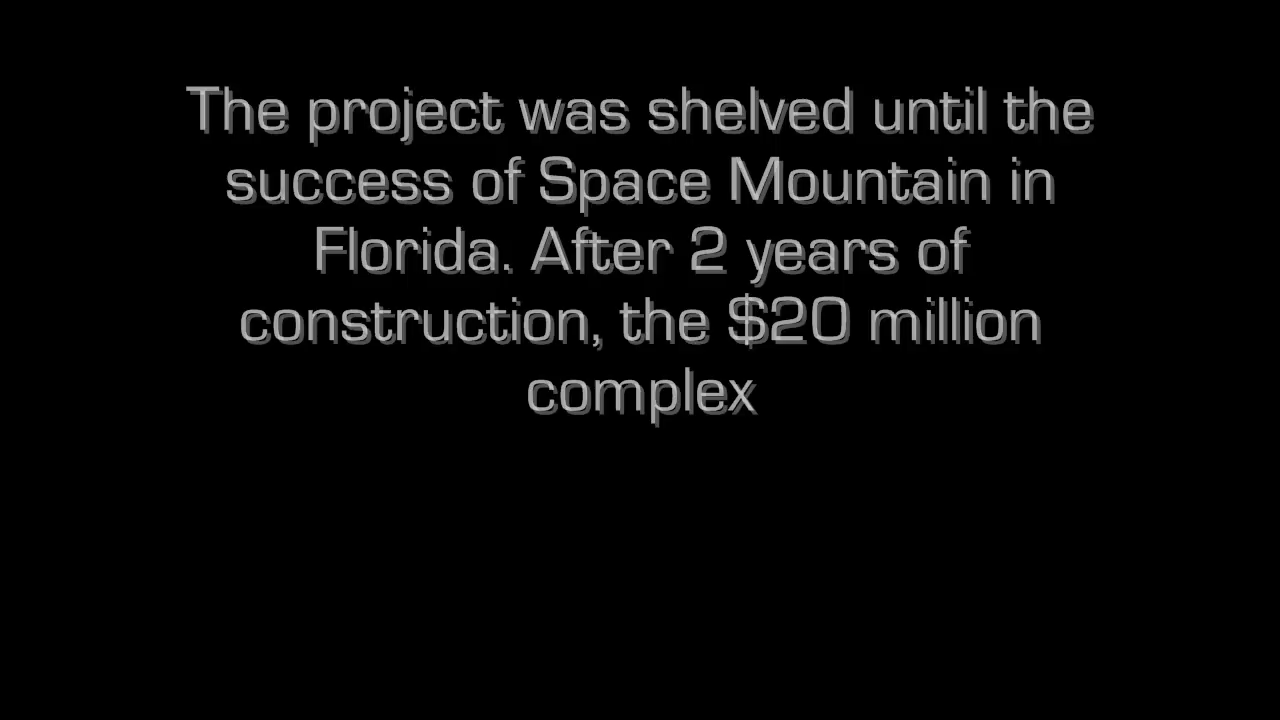 The project was shelved until the
success of Space Mountain in
Florida. After 2 years of
construction, the $20 million
complex